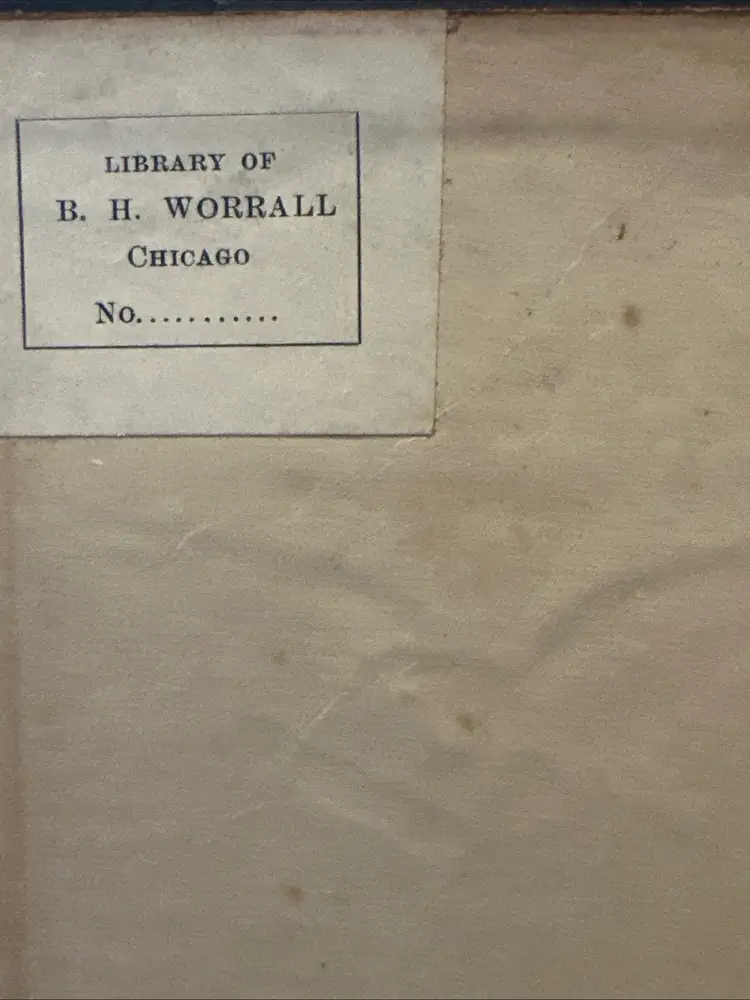 LIBRARY OF
B. H. WORRALL
CHICAGO
No...........